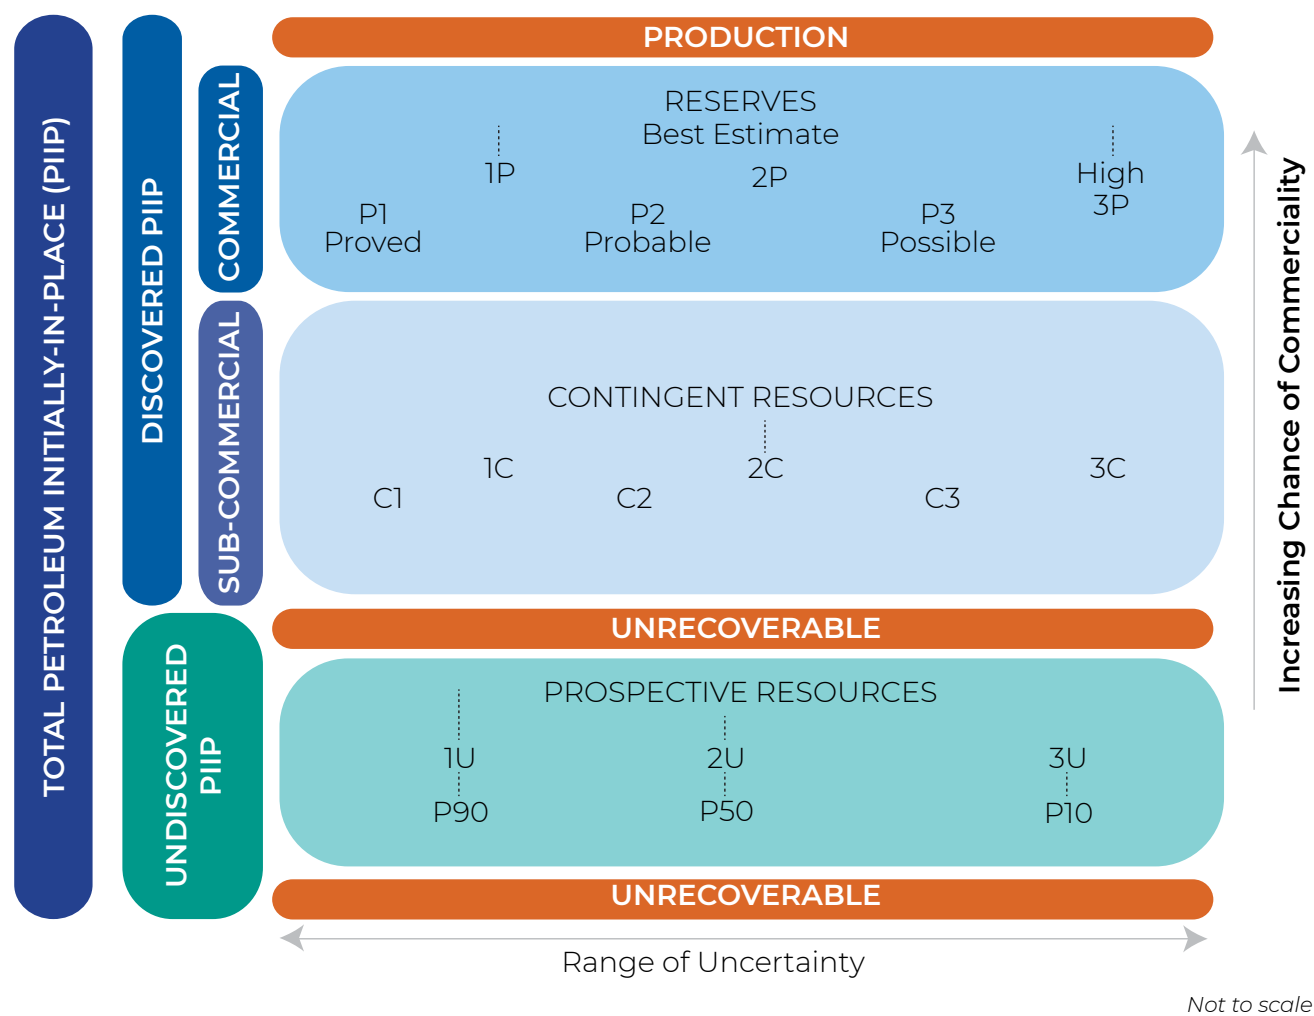 TOTAL PETROLEUM INITIALLY-IN-PLACE (PIIP)
DISCOVERED PIIP
COMMERCIAL
SUB-COMMERCIAL
UNDISCOVERED
PIIP
PRODUCTION
RESERVES
Best Estimate
1P
2P
High
3P
P1
Proved
P2
Probable
P3
Possible
CONTINGENT RESOURCES
1C
2C
3C
C1
C2
C3
UNRECOVERABLE
PROSPECTIVE RESOURCES
1U
2U
3U
P90
P50
P10
UNRECOVERABLE
Range of Uncertainty
Increasing Chance of Commerciality
Not to scale